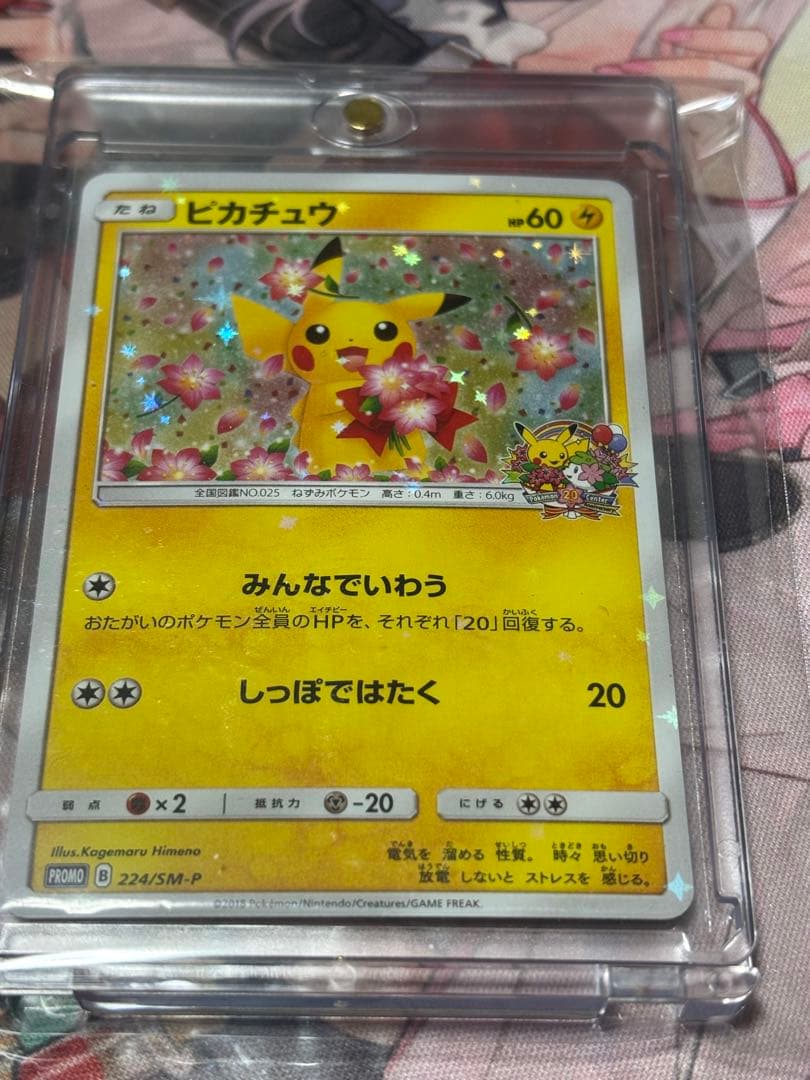 たね ピカチュウ HP60
Pokémon 20 Center
全国図鑑NO.025 ねずみポケモン 高さ:0.4m 重さ:6.0kg
みんなでいわう
おたがいのポケモン全員のHPを、それぞれ「20」回復する。
しっぽではたく 20
弱点 ×2 抵抗力 -20 にげる
Illus.Kagemaru Himeno
PROMO B 224/SM-P
電気を 溜める 性質。 時々 思い切り
放電 しないと ストレスを 感じる。
©2018 Pokémon/Nintendo/Creatures/GAME FREAK.